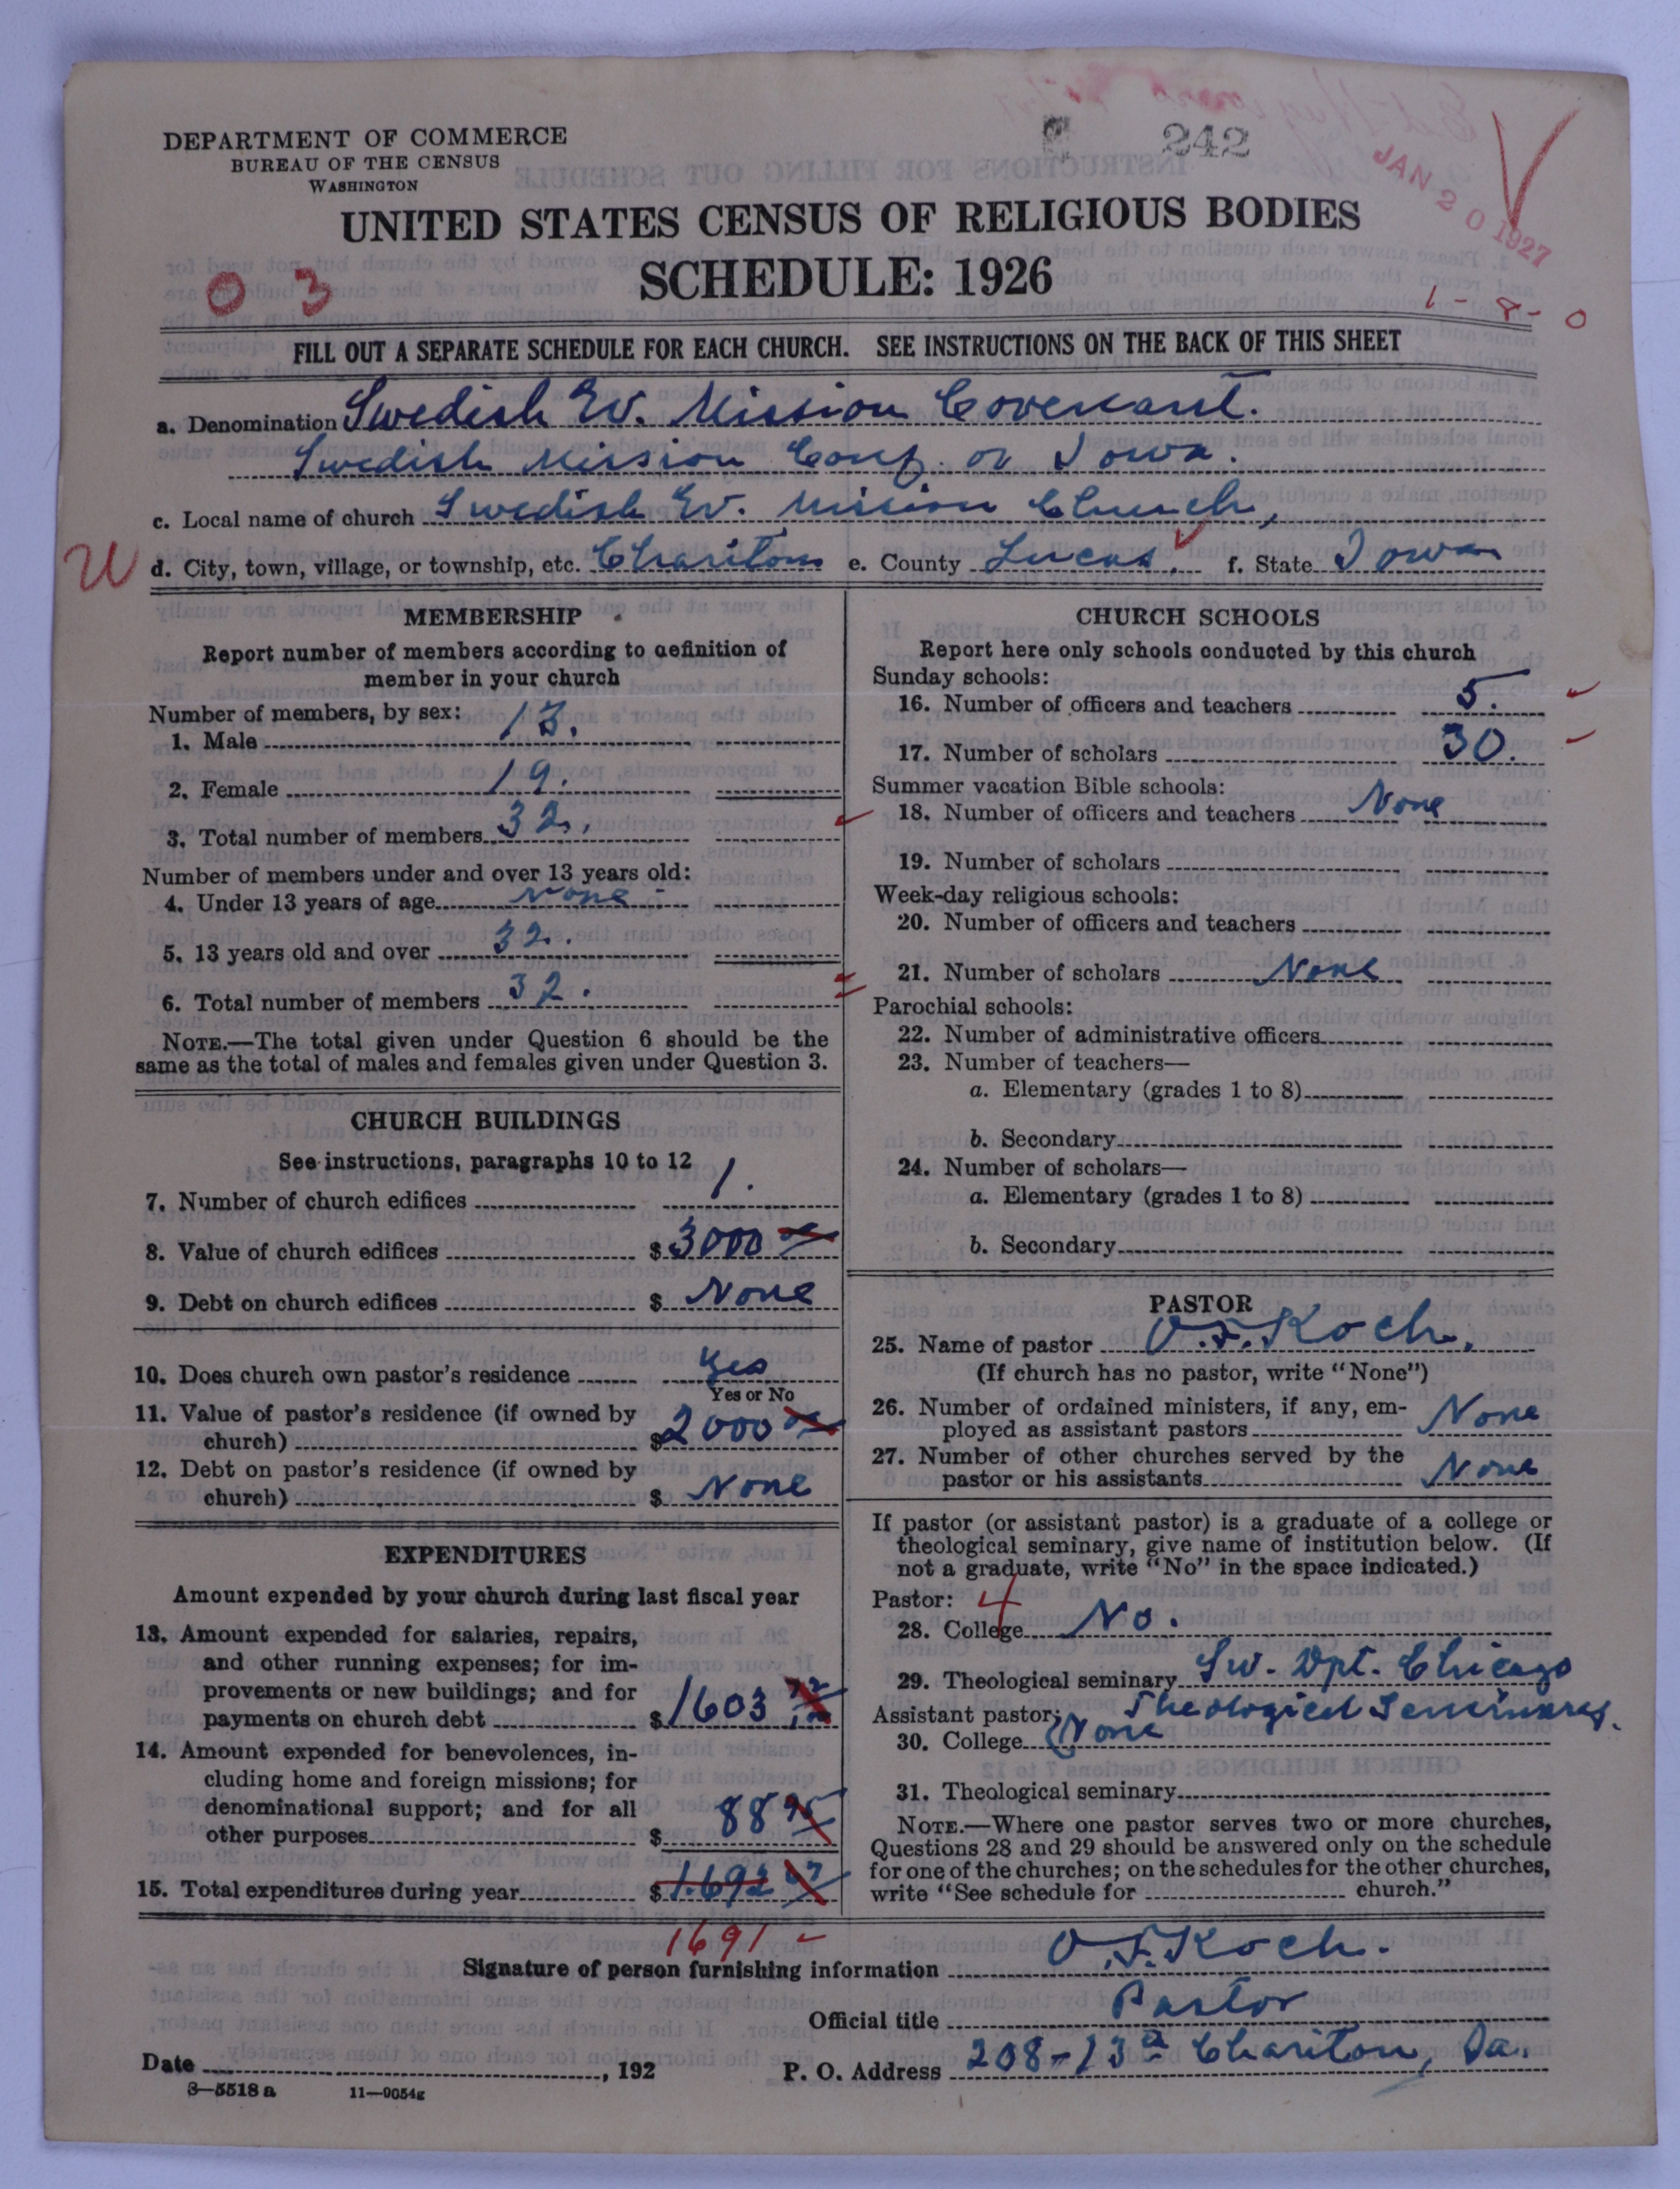 242
JAN 20 1927
DEPARTMENT OF COMMERCE
BUREAU OF THE CENSUS
WASHINGTON
UNITED STATES CENSUS OF RELIGIOUS BODIES
SCHEDULE: 1926
0 3
1 - 8 - 0
FILL OUT A SEPARATE SCHEDULE FOR EACH CHURCH. SEE INSTRUCTIONS ON THE BACK OF THIS SHEET
a. Denomination Swedish Ev. Mission Covenant.
Swedish Mission Conf. of Iowa.
c. Local name of church Swedish Ev. Mission Church,
d. City, town, village, or township, etc. Chariton e. County Lucas. f. State Iowa
MEMBERSHIP
Report number of members according to definition of
member in your church
Number of members, by sex:
1. Male 13.
2. Female 19.
3. Total number of members 32.
Number of members under and over 13 years old:
4. Under 13 years of age None
5. 13 years old and over 32.
6. Total number of members 32.
NOTE.—The total given under Question 6 should be the
same as the total of males and females given under Question 3.
CHURCH BUILDINGS
See instructions, paragraphs 10 to 12
7. Number of church edifices 1.
8. Value of church edifices $3000
9. Debt on church edifices $ None
10. Does church own pastor's residence Yes
Yes or No
11. Value of pastor's residence (if owned by
church) $2000
12. Debt on pastor's residence (if owned by
church) $ None
EXPENDITURES
Amount expended by your church during last fiscal year
13. Amount expended for salaries, repairs,
and other running expenses; for im-
provements or new buildings; and for
payments on church debt $1603
14. Amount expended for benevolences, in-
cluding home and foreign missions; for
denominational support; and for all
other purposes $ 88
15. Total expenditures during year $1692
1691
CHURCH SCHOOLS
Report here only schools conducted by this church
Sunday schools:
16. Number of officers and teachers 5.
17. Number of scholars 30.
Summer vacation Bible schools:
18. Number of officers and teachers None
19. Number of scholars
Week-day religious schools:
20. Number of officers and teachers
21. Number of scholars None
Parochial schools:
22. Number of administrative officers
23. Number of teachers—
a. Elementary (grades 1 to 8)
b. Secondary
24. Number of scholars—
a. Elementary (grades 1 to 8)
b. Secondary
PASTOR
25. Name of pastor O. F. Koch.
(If church has no pastor, write "None")
26. Number of ordained ministers, if any, em-
ployed as assistant pastors None
27. Number of other churches served by the
pastor or his assistants None
If pastor (or assistant pastor) is a graduate of a college or
theological seminary, give name of institution below. (If
not a graduate, write "No" in the space indicated.)
Pastor: 4
28. College No.
29. Theological seminary Sw. Dpt. Chicago
Assistant pastor: Theological Seminary.
30. College None
31. Theological seminary
NOTE.—Where one pastor serves two or more churches,
Questions 28 and 29 should be answered only on the schedule
for one of the churches; on the schedules for the other churches,
write "See schedule for church."
Signature of person furnishing information O. F. Koch.
Official title Pastor
Date , 192 P. O. Address 208-13th Chariton, Ia.
3—5518 a 11—9054g